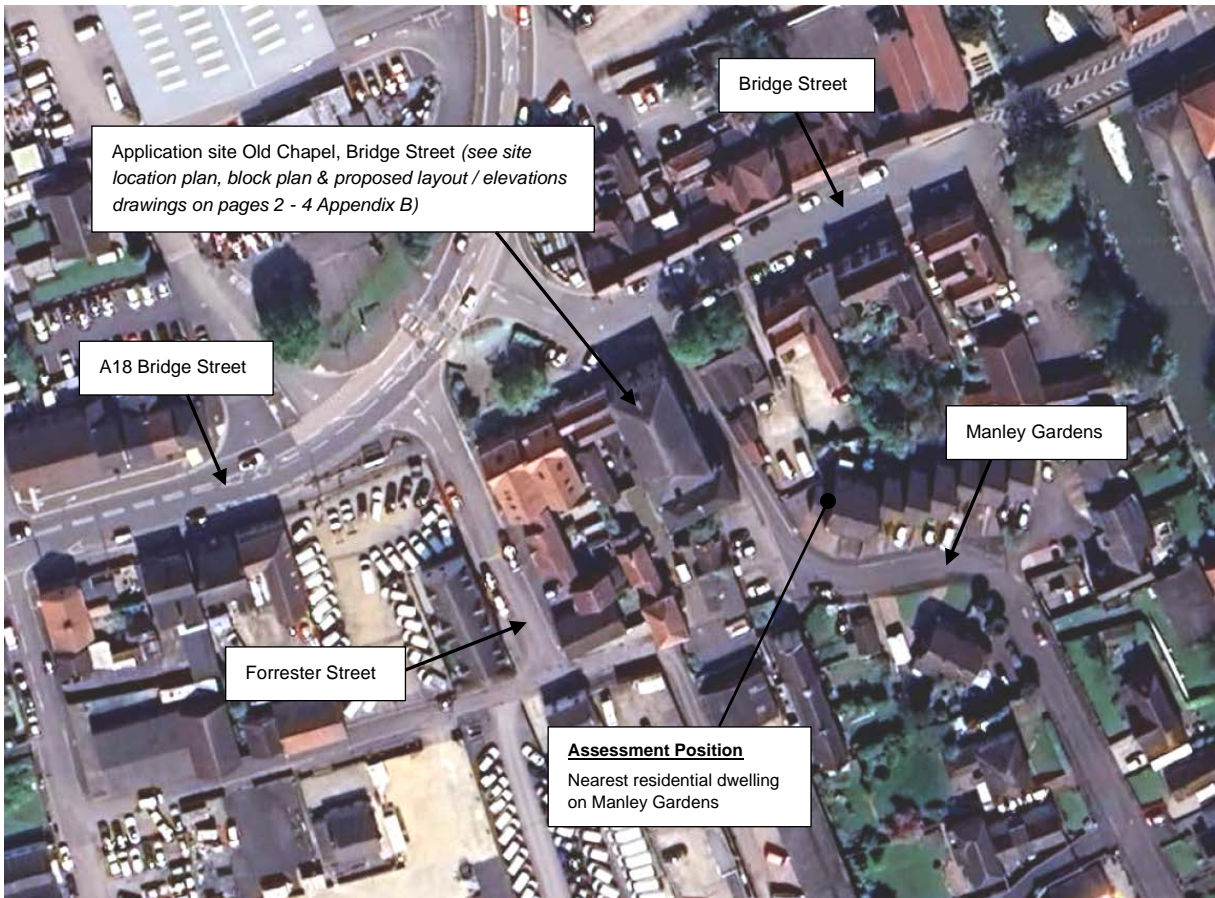 Bridge Street
Application site Old Chapel, Bridge Street (see site
location plan, block plan & proposed layout / elevations
drawings on pages 2 - 4 Appendix B)
A18 Bridge Street
Manley Gardens
Forrester Street
Assessment Position
Nearest residential dwelling
on Manley Gardens